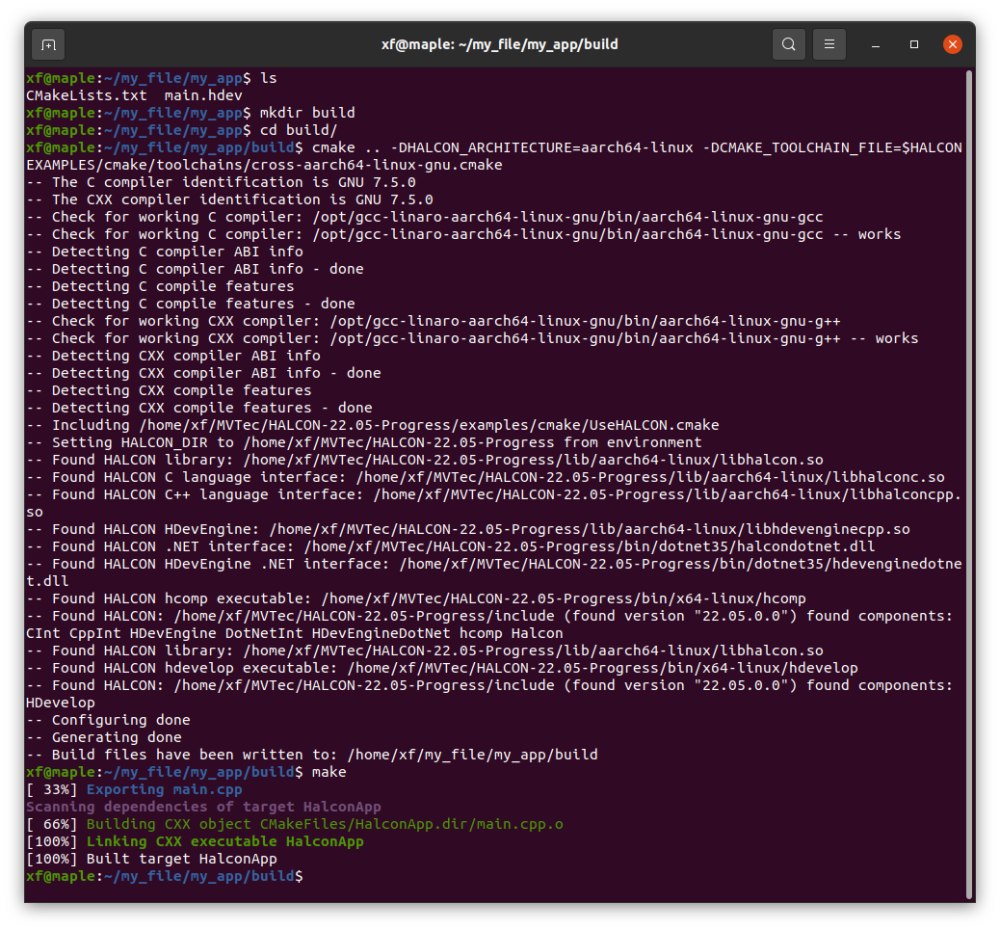 xf@maple: ~/my_file/my_app/build
xf@maple:~/my_file/my_app$ ls
CMakeLists.txt  main.hdev
xf@maple:~/my_file/my_app$ mkdir build
xf@maple:~/my_file/my_app$ cd build/
xf@maple:~/my_file/my_app/build$ cmake .. -DHALCON_ARCHITECTURE=aarch64-linux -DCMAKE_TOOLCHAIN_FILE=$HALCON
EXAMPLES/cmake/toolchains/cross-aarch64-linux-gnu.cmake
-- The C compiler identification is GNU 7.5.0
-- The CXX compiler identification is GNU 7.5.0
-- Check for working C compiler: /opt/gcc-linaro-aarch64-linux-gnu/bin/aarch64-linux-gnu-gcc
-- Check for working C compiler: /opt/gcc-linaro-aarch64-linux-gnu/bin/aarch64-linux-gnu-gcc -- works
-- Detecting C compiler ABI info
-- Detecting C compiler ABI info - done
-- Detecting C compile features
-- Detecting C compile features - done
-- Check for working CXX compiler: /opt/gcc-linaro-aarch64-linux-gnu/bin/aarch64-linux-gnu-g++
-- Check for working CXX compiler: /opt/gcc-linaro-aarch64-linux-gnu/bin/aarch64-linux-gnu-g++ -- works
-- Detecting CXX compiler ABI info
-- Detecting CXX compiler ABI info - done
-- Detecting CXX compile features
-- Detecting CXX compile features - done
-- Including /home/xf/MVTec/HALCON-22.05-Progress/examples/cmake/UseHALCON.cmake
-- Setting HALCON_DIR to /home/xf/MVTec/HALCON-22.05-Progress from environment
-- Found HALCON library: /home/xf/MVTec/HALCON-22.05-Progress/lib/aarch64-linux/libhalcon.so
-- Found HALCON C language interface: /home/xf/MVTec/HALCON-22.05-Progress/lib/aarch64-linux/libhalconc.so
-- Found HALCON C++ language interface: /home/xf/MVTec/HALCON-22.05-Progress/lib/aarch64-linux/libhalconcpp.
so
-- Found HALCON HDevEngine: /home/xf/MVTec/HALCON-22.05-Progress/lib/aarch64-linux/libhdevenginecpp.so
-- Found HALCON .NET interface: /home/xf/MVTec/HALCON-22.05-Progress/bin/dotnet35/halcondotnet.dll
-- Found HALCON HDevEngine .NET interface: /home/xf/MVTec/HALCON-22.05-Progress/bin/dotnet35/hdevenginedotne
t.dll
-- Found HALCON hcomp executable: /home/xf/MVTec/HALCON-22.05-Progress/bin/x64-linux/hcomp
-- Found HALCON: /home/xf/MVTec/HALCON-22.05-Progress/include (found version "22.05.0.0") found components:
CInt CppInt HDevEngine DotNetInt HDevEngineDotNet hcomp Halcon
-- Found HALCON library: /home/xf/MVTec/HALCON-22.05-Progress/lib/aarch64-linux/libhalcon.so
-- Found HALCON hdevelop executable: /home/xf/MVTec/HALCON-22.05-Progress/bin/x64-linux/hdevelop
-- Found HALCON: /home/xf/MVTec/HALCON-22.05-Progress/include (found version "22.05.0.0") found components:
HDevelop
-- Configuring done
-- Generating done
-- Build files have been written to: /home/xf/my_file/my_app/build
xf@maple:~/my_file/my_app/build$ make
[ 33%] Exporting main.cpp
Scanning dependencies of target HalconApp
[ 66%] Building CXX object CMakeFiles/HalconApp.dir/main.cpp.o
[100%] Linking CXX executable HalconApp
[100%] Built target HalconApp
xf@maple:~/my_file/my_app/build$